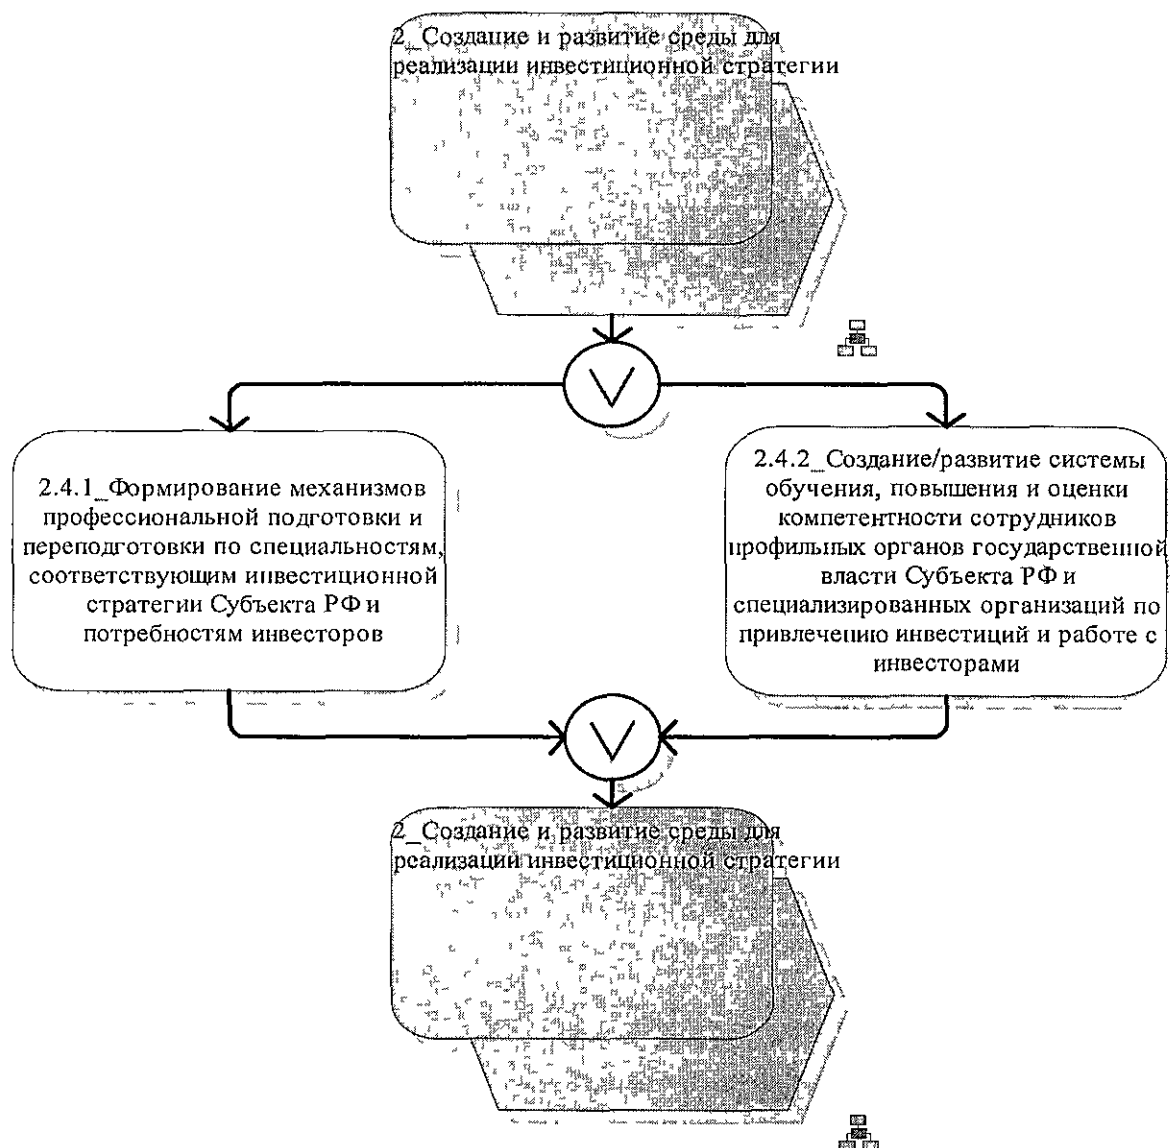 2_Создание и развитие среды для
реализации инвестиционной стратегии
2.4.1_Формирование механизмов
профессиональной подготовки и
переподготовки по специальностям,
соответствующим инвестиционной
стратегии Субъекта РФ и
потребностям инвесторов
2.4.2_Создание/развитие системы
обучения, повышения и оценки
компетентности сотрудников
профильных органов государственной
власти Субъекта РФ и
специализированных организаций по
привлечению инвестиций и работе с
инвесторами
2_Создание и развитие среды для
реализации инвестиционной стратегии